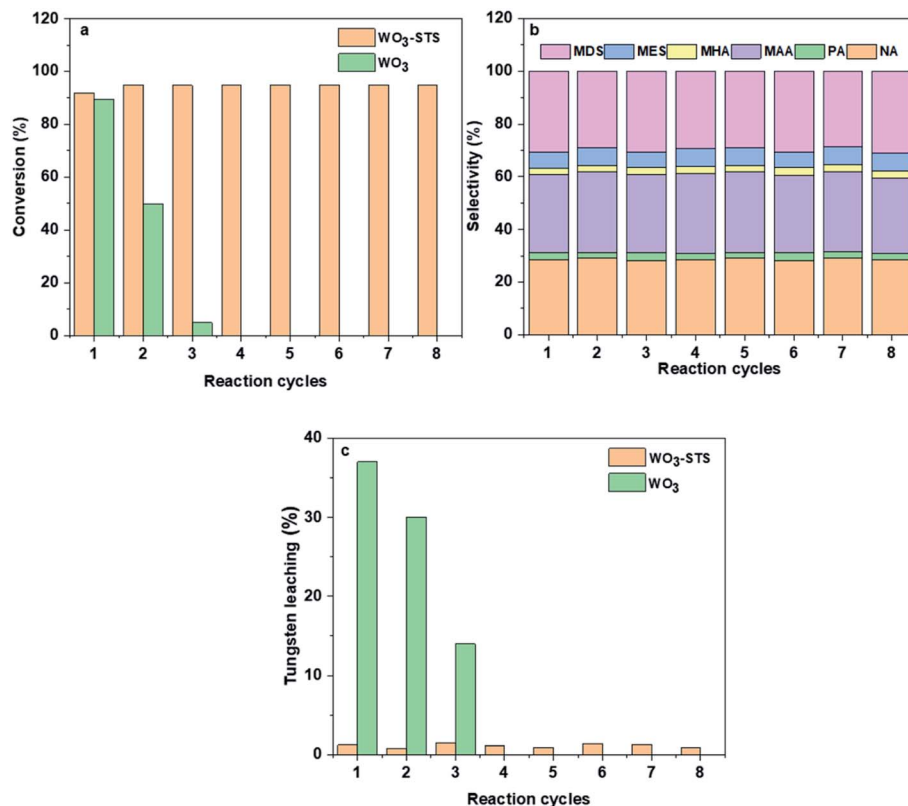 a
WO3-STS
WO3
120
100
80
60
40
20
0
Conversion (%)
1 2 3 4 5 6 7 8
Reaction cycles
b
MDS MES MHA MAA PA NA
120
100
80
60
40
20
0
Selectivity (%)
1 2 3 4 5 6 7 8
Reaction cycles
c
WO3-STS
WO3
40
30
20
10
0
Tungsten leaching (%)
1 2 3 4 5 6 7 8
Reaction cycles